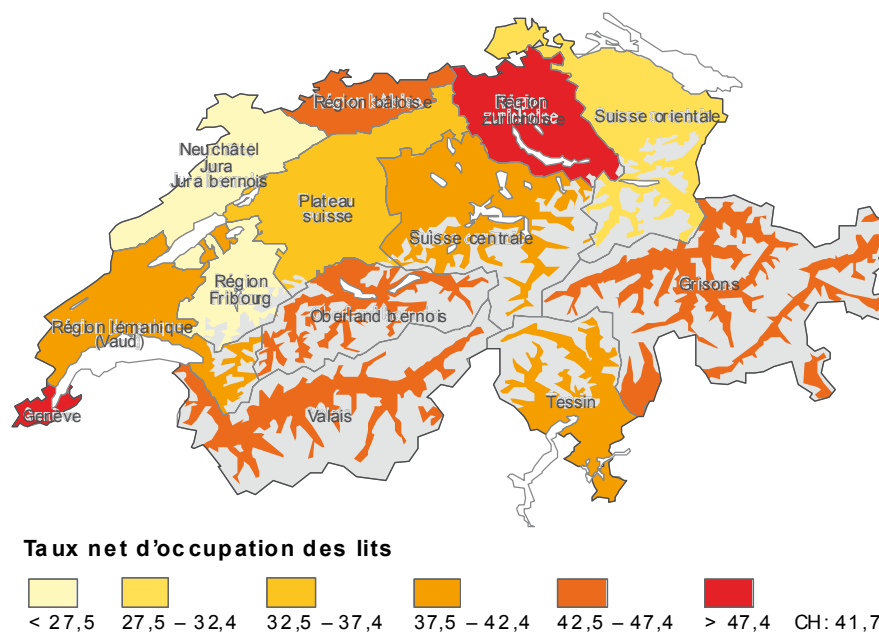 Région bâloise
Région
zurichoise
Suisse orientale
Neuchâtel
Jura
Jura bernois
Plateau
suisse
Suisse centrale
Région
Fribourg
Grisons
Oberland bernois
Région lémanique
(Vaud)
Genève
Valais
Tessin
Taux net d'occupation des lits
< 27,5 27,5 – 32,4 32,5 – 37,4 37,5 – 42,4 42,5 – 47,4 > 47,4 CH: 41,7